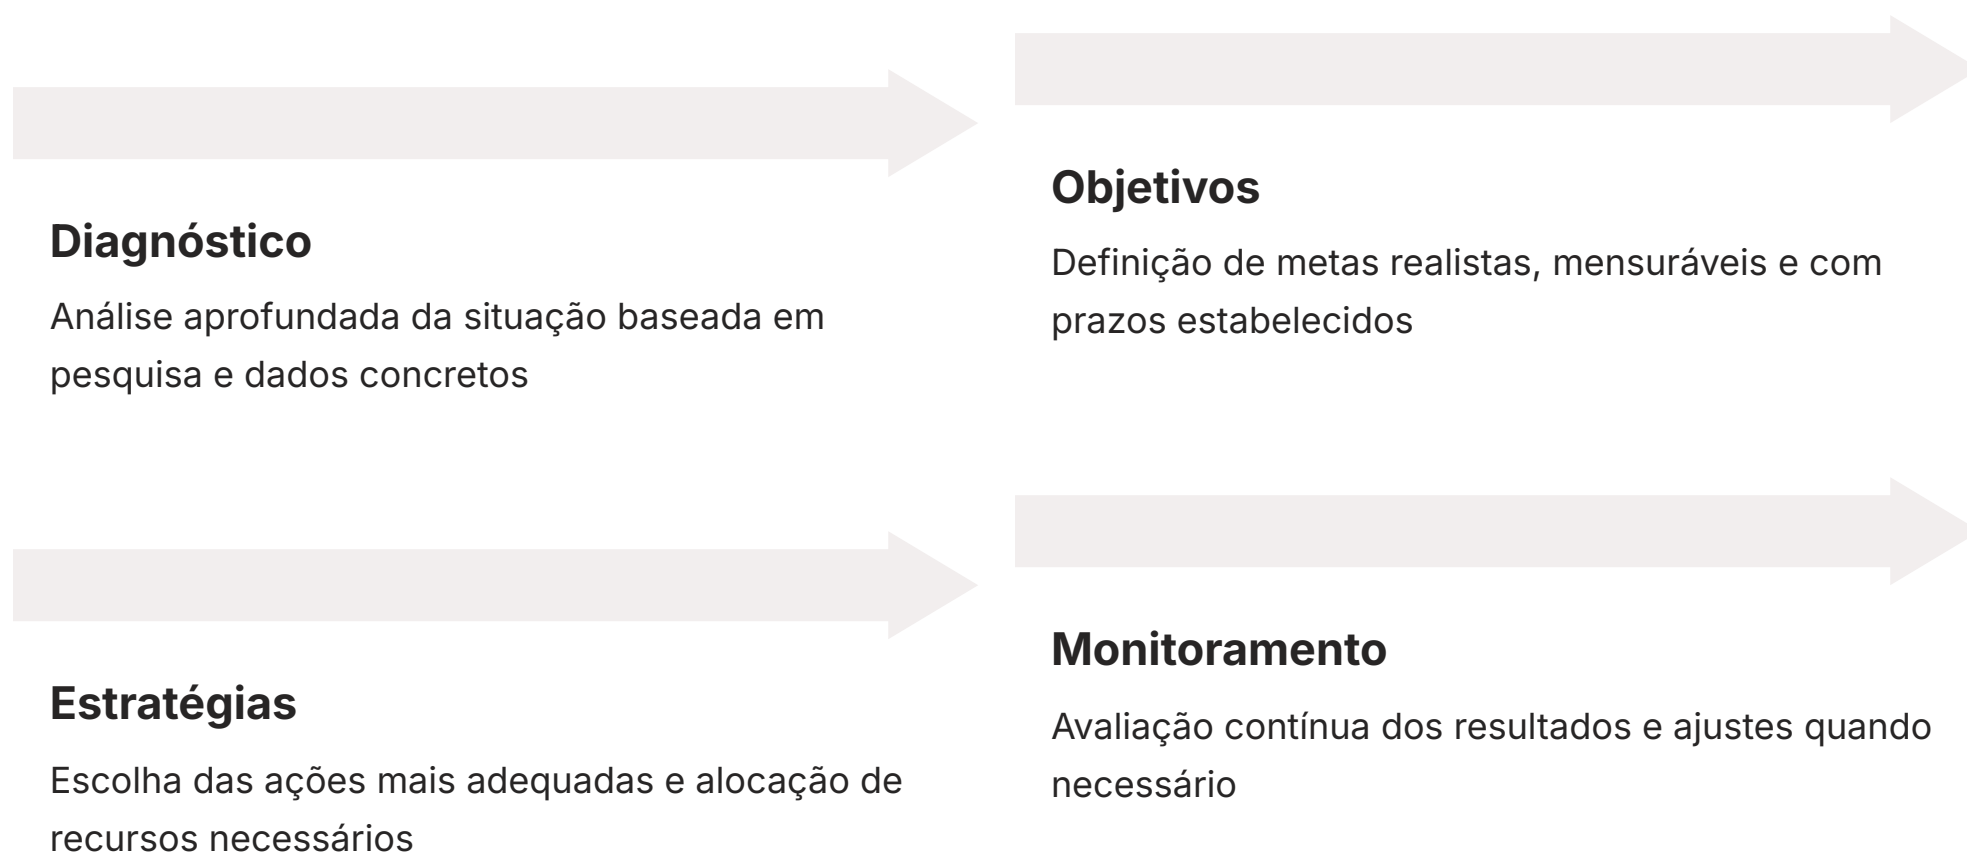 Diagnóstico
Análise aprofundada da situação baseada em
pesquisa e dados concretos
Objetivos
Definição de metas realistas, mensuráveis e com
prazos estabelecidos
Estratégias
Escolha das ações mais adequadas e alocação de
recursos necessários
Monitoramento
Avaliação contínua dos resultados e ajustes quando
necessário